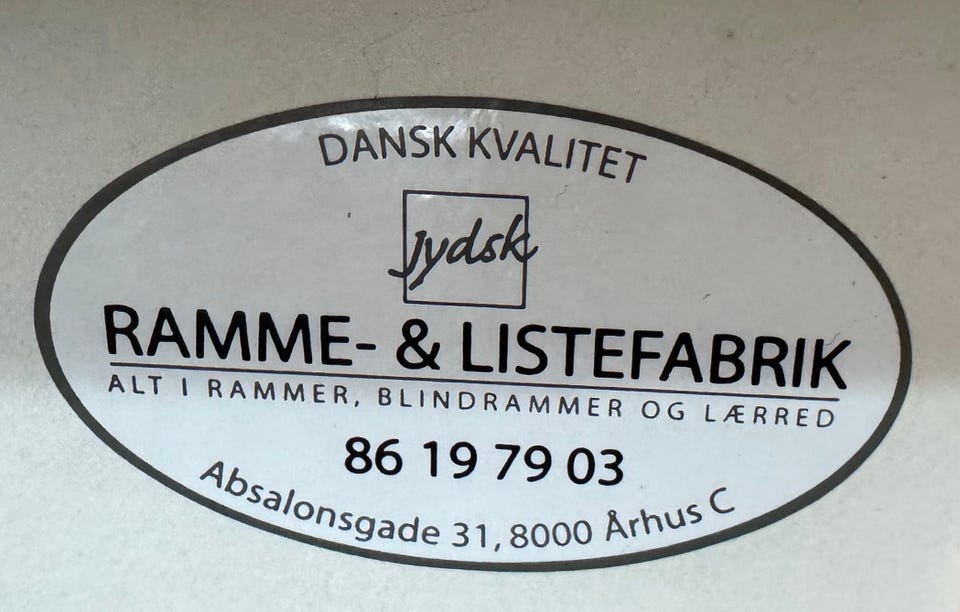 DANSK KVALITET
jydsk
RAMME- & LISTEFABRIK
ALT I RAMMER, BLINDRAMMER OG LÆRRED
86 19 79 03
Absalonsgade 31, 8000 Århus C